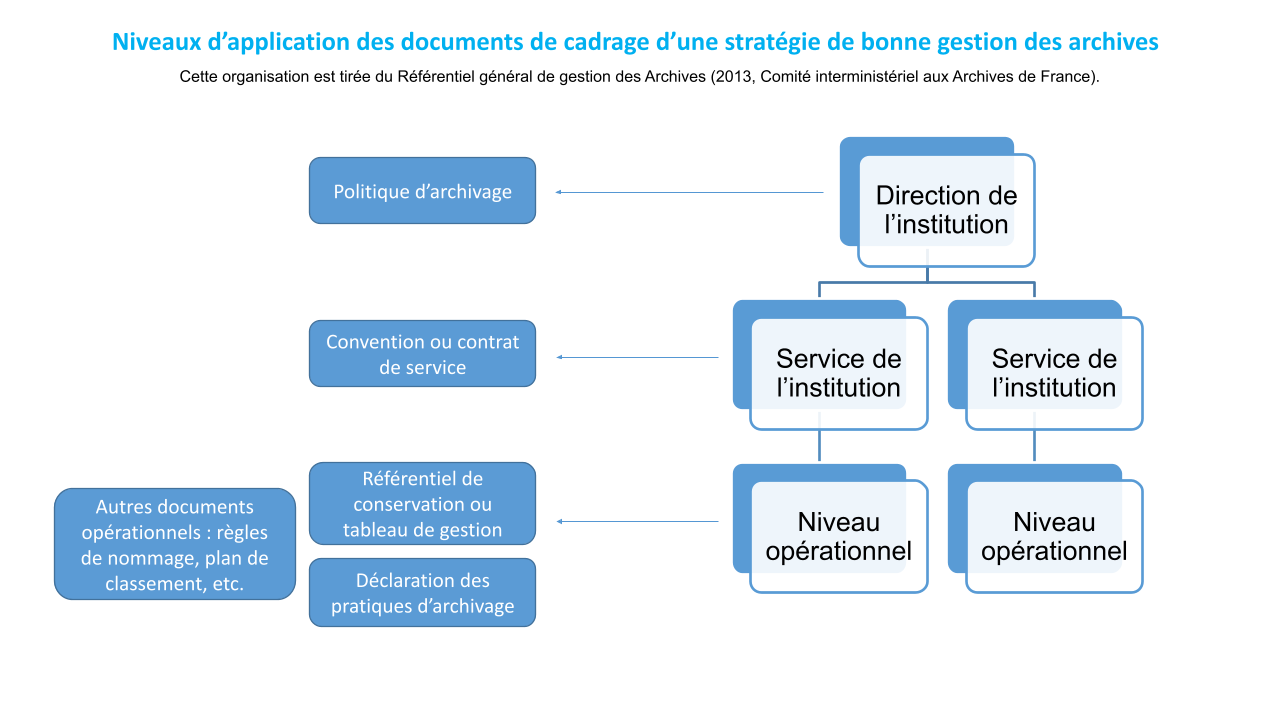 Niveaux d’application des documents de cadrage d’une stratégie de bonne gestion des archives
Cette organisation est tirée du Référentiel général de gestion des Archives (2013, Comité interministériel aux Archives de France).
Politique d’archivage
Direction de
l’institution
Convention ou contrat
de service
Service de
l’institution
Service de
l’institution
Autres documents
opérationnels : règles
de nommage, plan de
classement, etc.
Référentiel de
conservation ou
tableau de gestion
Déclaration des
pratiques d’archivage
Niveau
opérationnel
Niveau
opérationnel